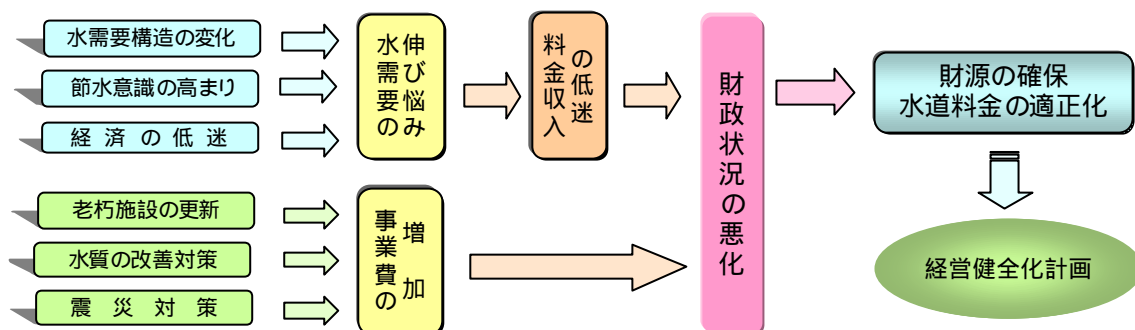 水需要構造の変化
節水意識の高まり
経済の低迷
水需要の
伸び悩み
料金収入
の低迷
老朽施設の更新
水質の改善対策
震災対策
事業費の
増加
財政状況の悪化
財源の確保
水道料金の適正化
経営健全化計画